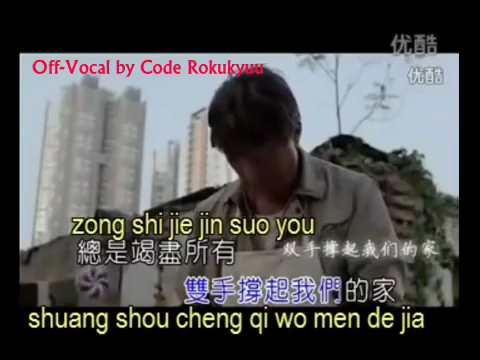 优酷
Off-Vocal by Code Rokukyuu
优酷
zong shi jie jin suo you
總是竭盡所有
双手撑起我们的家
雙手撐起我們的家
shuang shou cheng qi wo men de jia